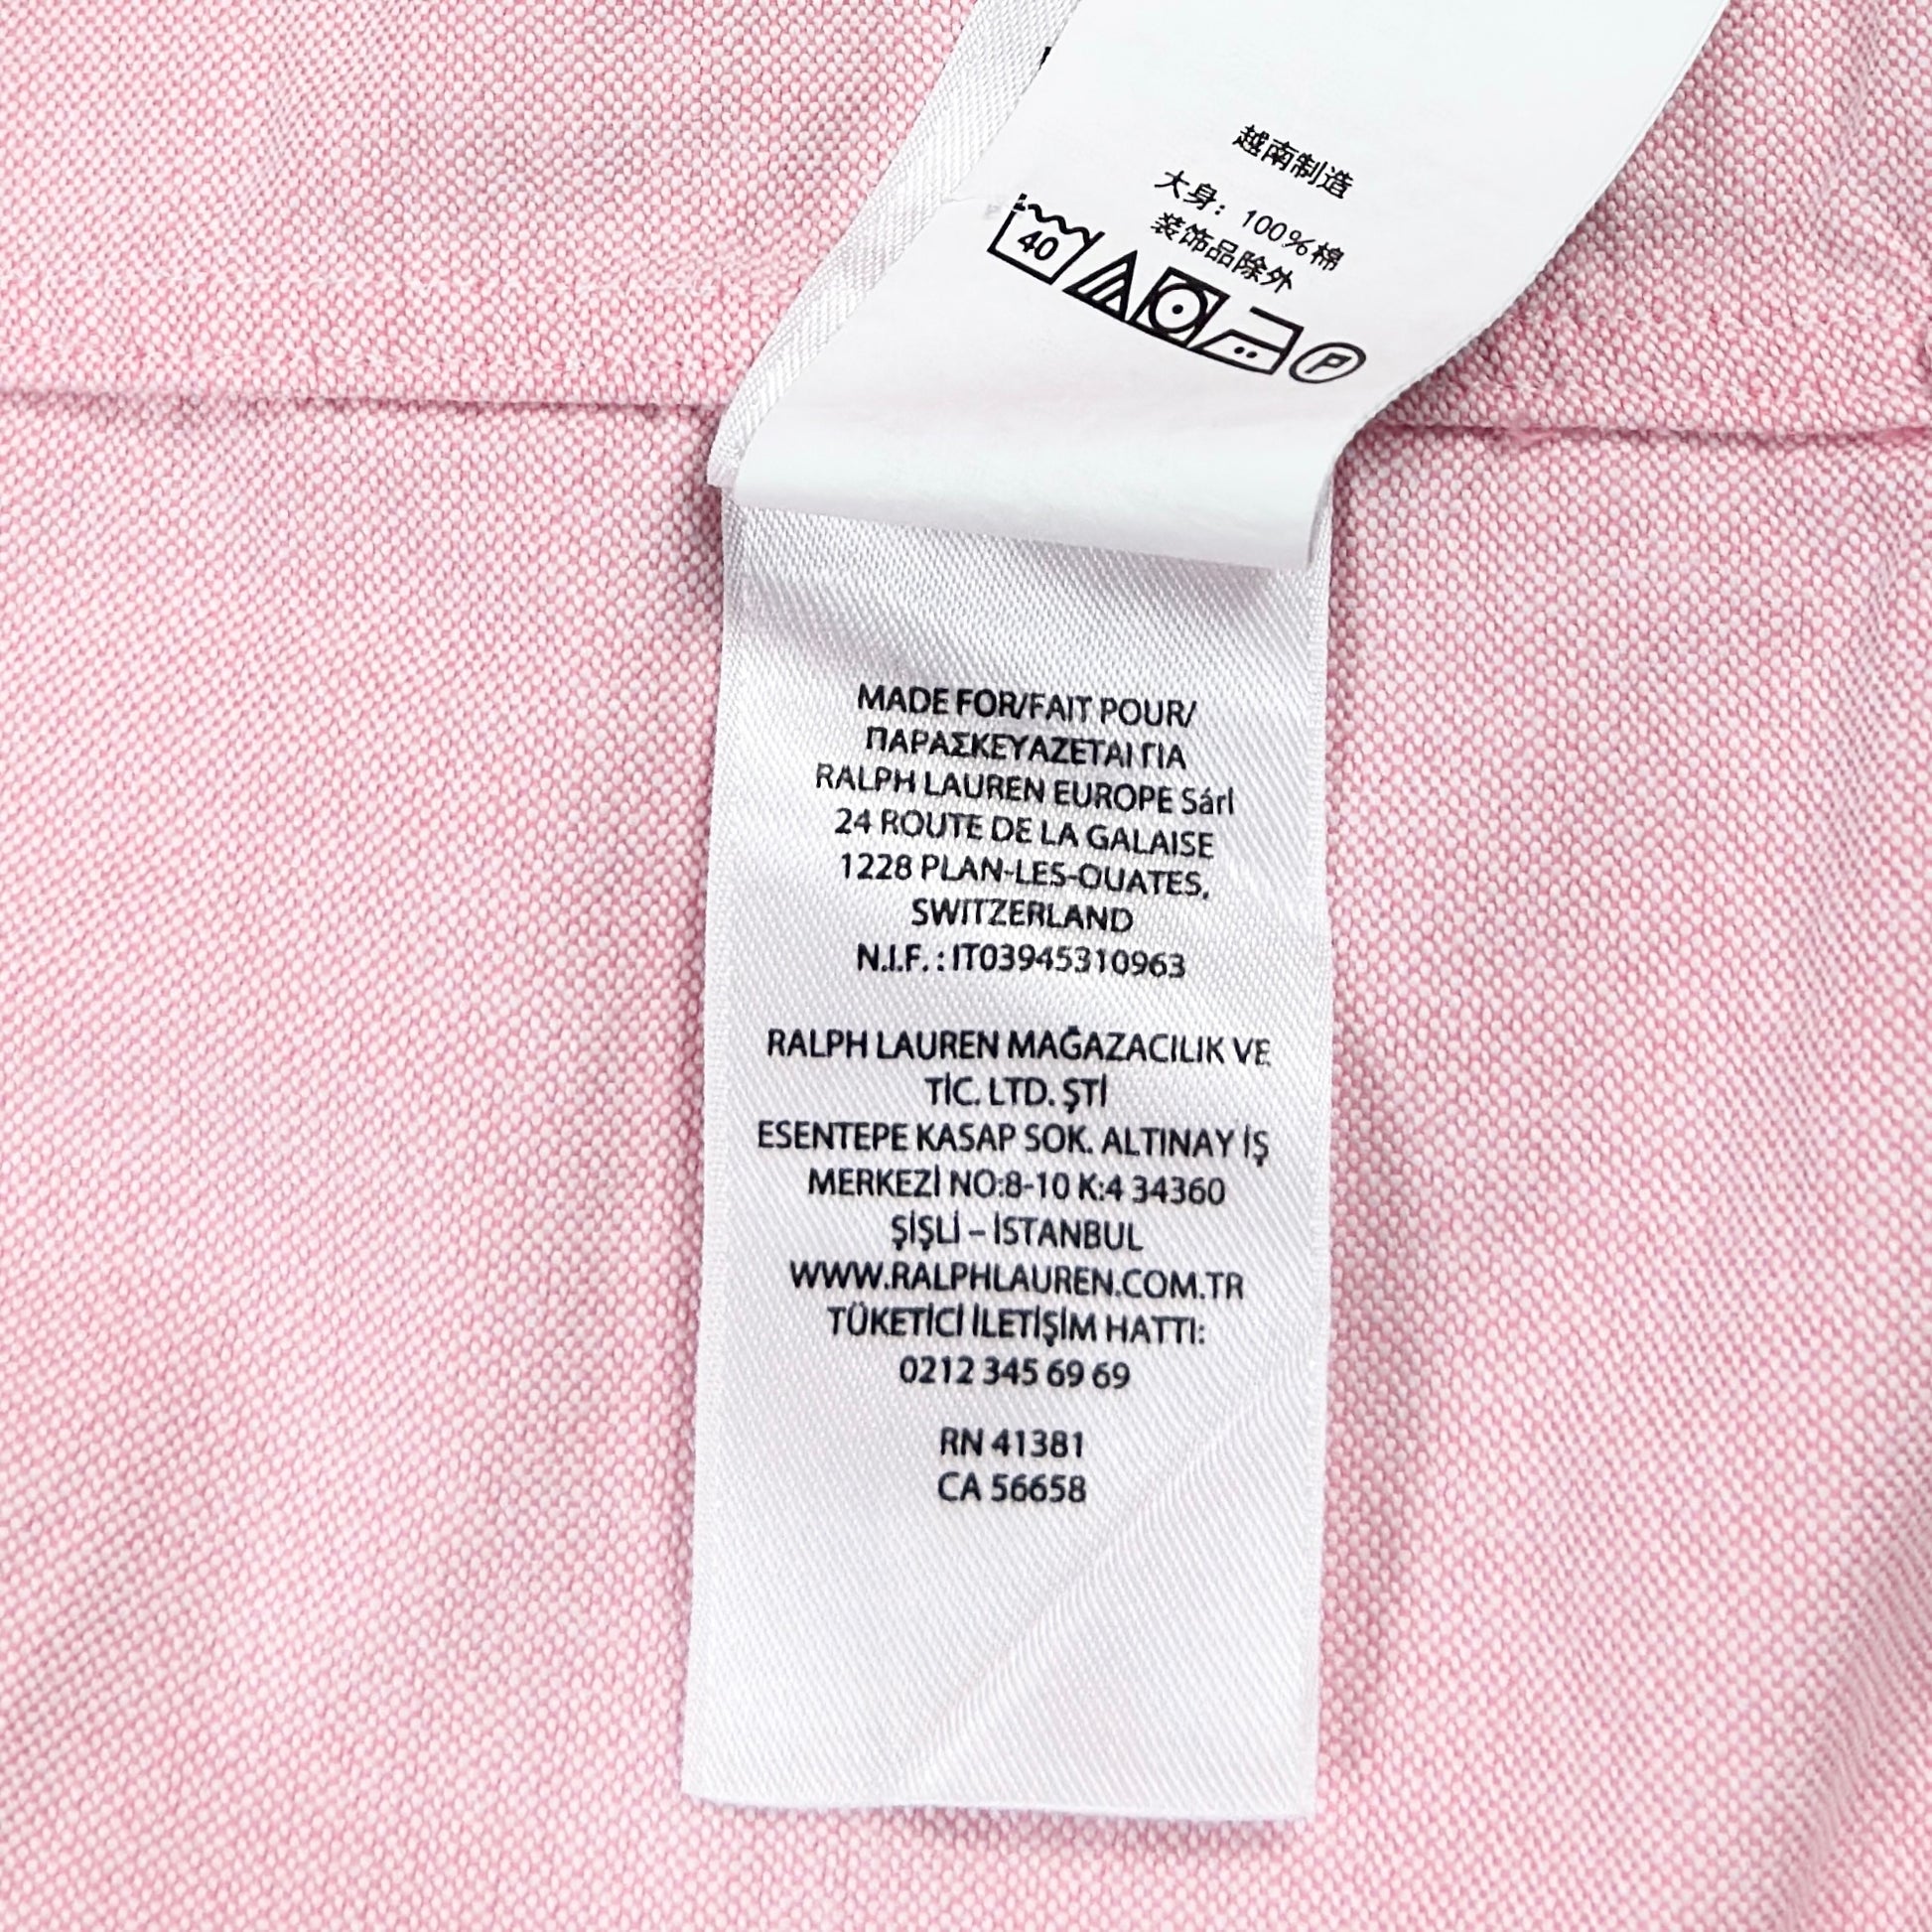 越南制造
大身: 100%棉
装饰品除外
40
P
MADE FOR/FAIT POUR/
ΠΑΡΑΣΚΕΥΑΖΕΤΑΙ ΓΙΑ
RALPH LAUREN EUROPE Sárl
24 ROUTE DE LA GALAISE
1228 PLAN-LES-OUATES,
SWITZERLAND
N.I.F. : IT03945310963
RALPH LAUREN MAĞAZACILIK VE
TİC. LTD. ŞTİ
ESENTEPE KASAP SOK. ALTINAY İŞ
MERKEZİ NO:8-10 K:4 34360
ŞİŞLİ – İSTANBUL
WWW.RALPHLAUREN.COM.TR
TÜKETİCİ İLETİŞİM HATTI:
0212 345 69 69
RN 41381
CA 56658